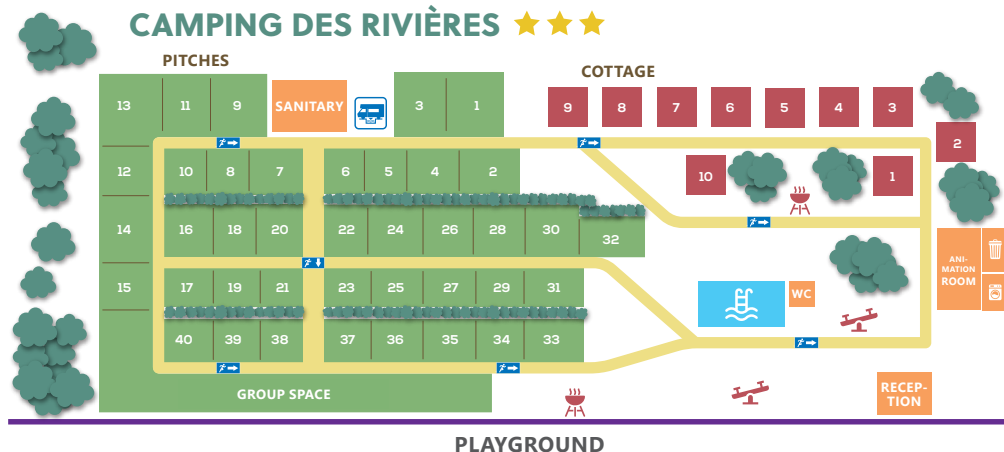 CAMPING DES RIVIÈRES
PITCHES
COTTAGE
13 11 9
SANITARY
3 1
9 8 7 6 5 4 3
2
12 10 8 7 6 5 4 2
10 1
14 16 18 20 22 24 26 28 30 32
15 17 19 21 23 25 27 29 31
WC
ANI-
MATION
ROOM
40 39 38 37 36 35 34 33
GROUP SPACE
RECEP-
TION
PLAYGROUND